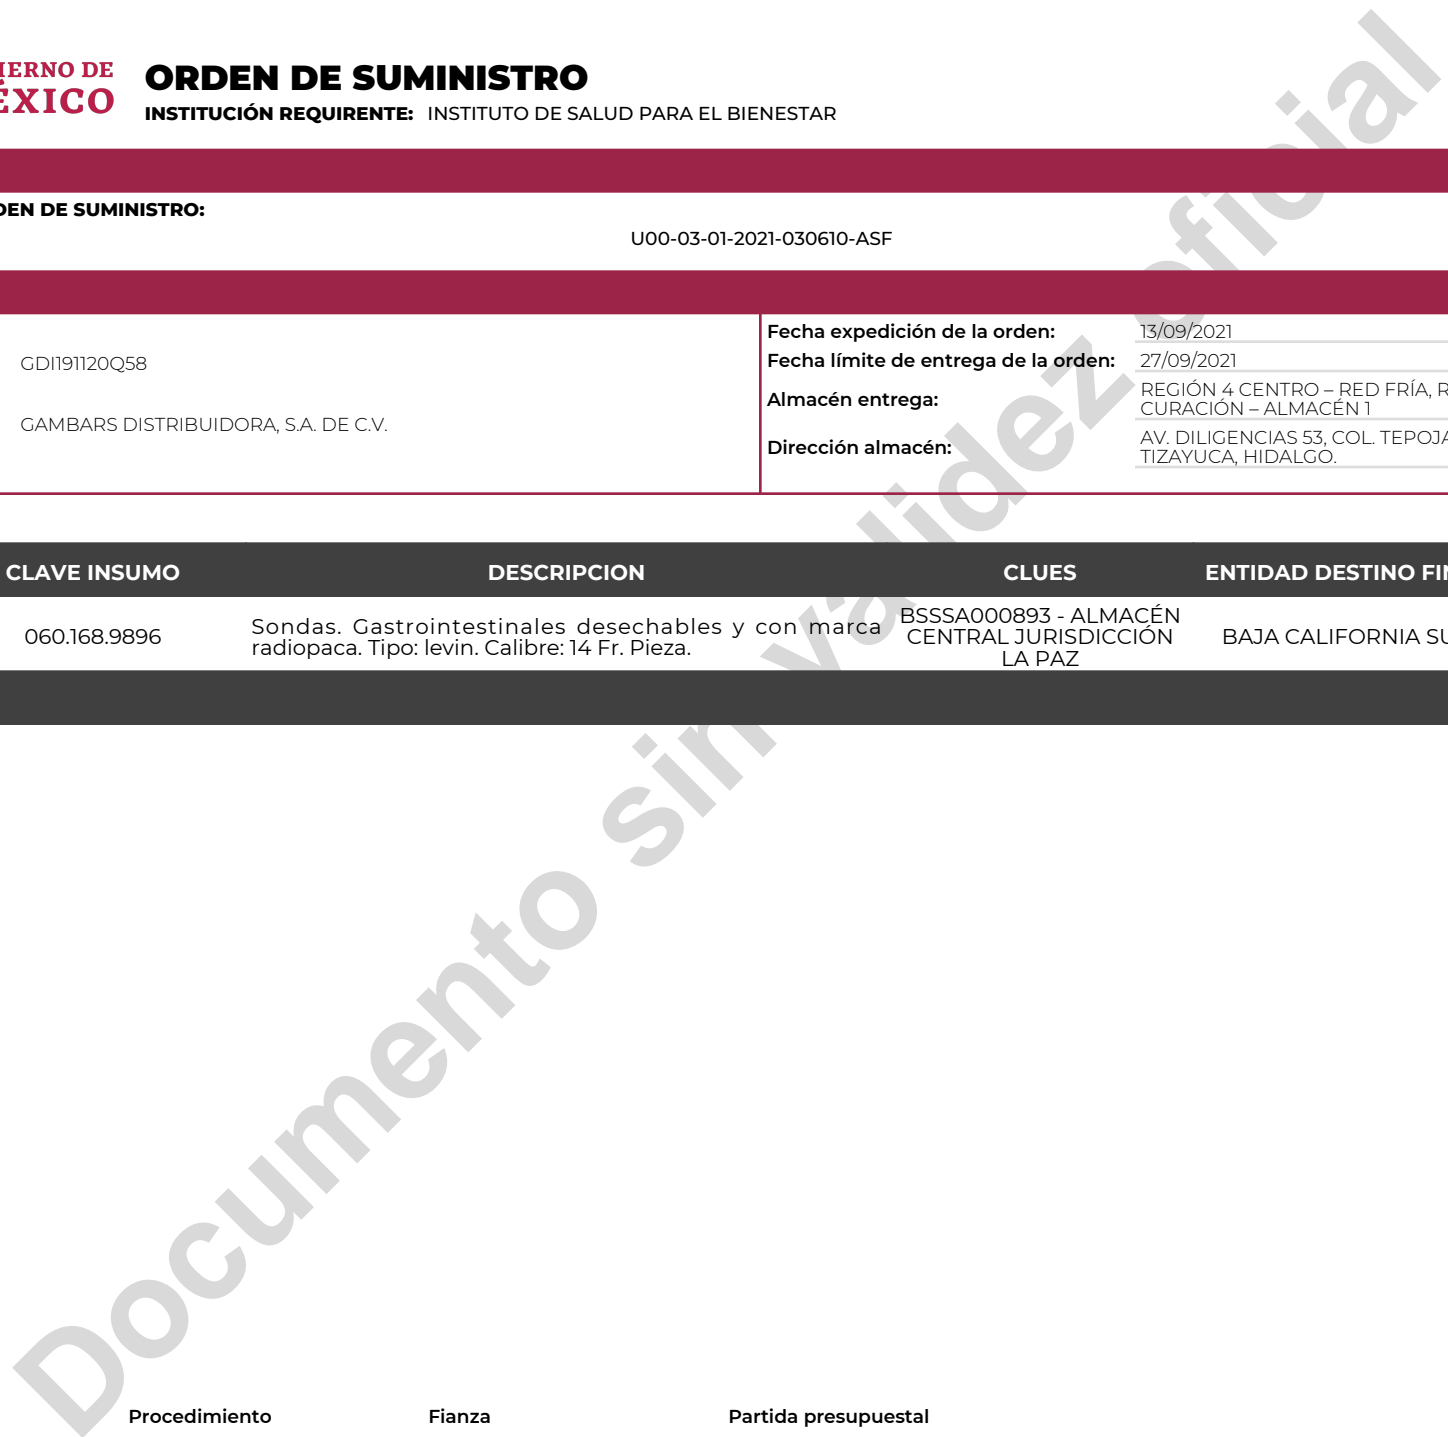 IERNO DE
ÉXICO
ORDEN DE SUMINISTRO
INSTITUCIÓN REQUIRENTE: INSTITUTO DE SALUD PARA EL BIENESTAR
DEN DE SUMINISTRO:
U00-03-01-2021-030610-ASF
GDI191120Q58
GAMBARS DISTRIBUIDORA, S.A. DE C.V.
Fecha expedición de la orden: 13/09/2021
Fecha límite de entrega de la orden: 27/09/2021
Almacén entrega: REGIÓN 4 CENTRO – RED FRÍA, R
CURACIÓN – ALMACÉN 1
Dirección almacén: AV. DILIGENCIAS 53, COL. TEPOJA
TIZAYUCA, HIDALGO.
CLAVE INSUMO DESCRIPCION CLUES ENTIDAD DESTINO FIN
060.168.9896
Sondas. Gastrointestinales desechables y con marca
radiopaca. Tipo: levin. Calibre: 14 Fr. Pieza.
BSSSA000893 - ALMACÉN
CENTRAL JURISDICCIÓN
LA PAZ
BAJA CALIFORNIA SU
Documento sin validez oficial
Procedimiento Fianza Partida presupuestal